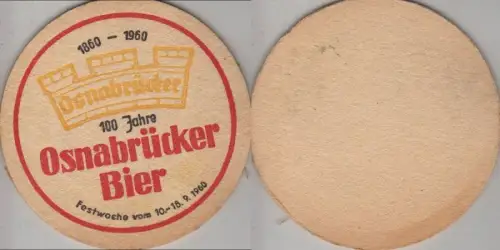 1860 - 1960
Osnabrücker
100 Jahre
Osnabrücker
Bier
Festwoche vom 10.-18.9.1960